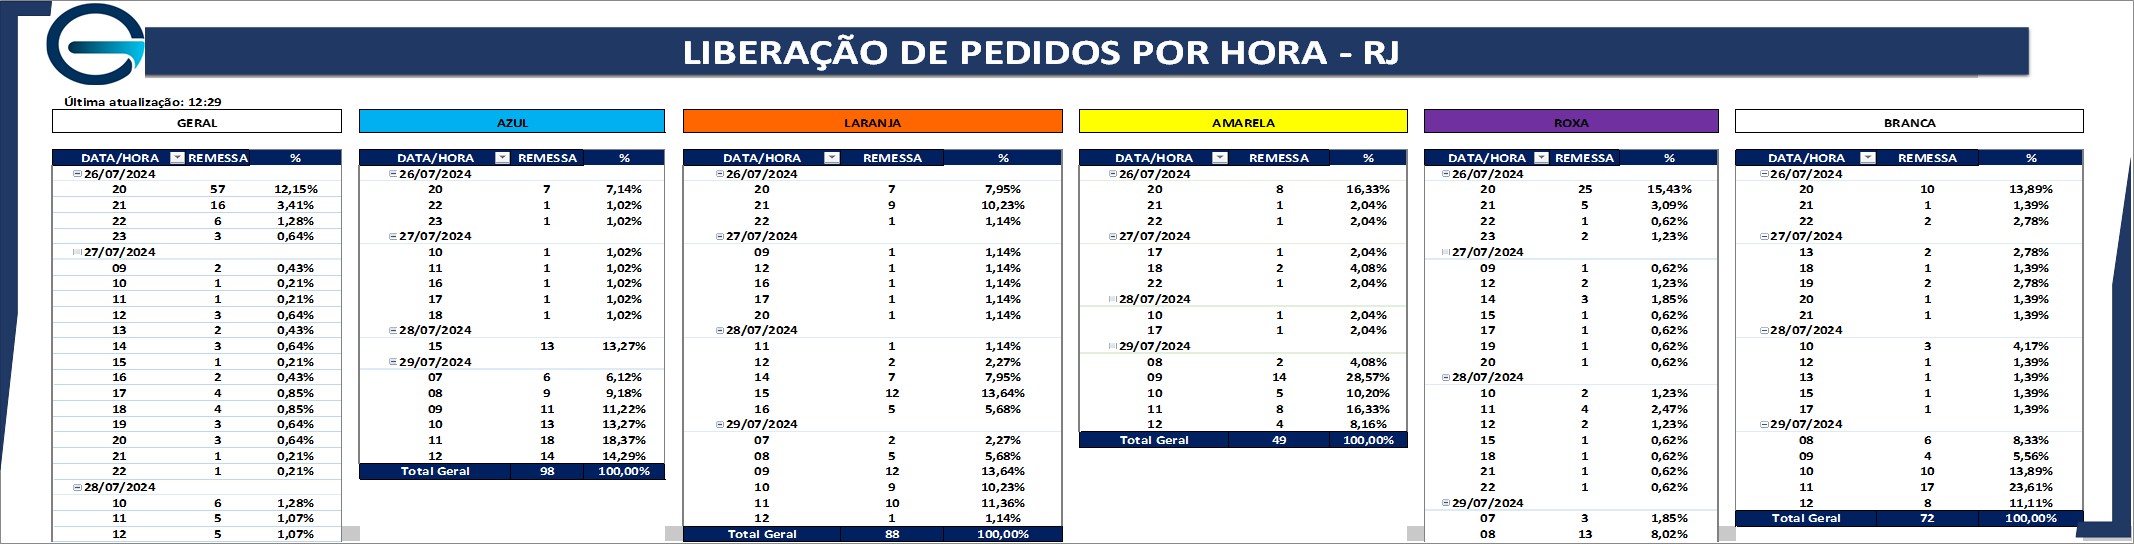 LIBERAÇÃO DE PEDIDOS POR HORA - RJ
Última atualização: 12:29
GERAL
DATA/HORA REMESSA %
26/07/2024
20 57 12,15%
21 16 3,41%
22 6 1,28%
23 3 0,64%
27/07/2024
09 2 0,43%
10 1 0,21%
11 1 0,21%
12 3 0,64%
13 2 0,43%
14 3 0,64%
15 1 0,21%
16 2 0,43%
17 4 0,85%
18 4 0,85%
19 3 0,64%
20 3 0,64%
21 1 0,21%
22 1 0,21%
28/07/2024
10 6 1,28%
11 5 1,07%
12 5 1,07%
AZUL
DATA/HORA REMESSA %
26/07/2024
20 7 7,14%
22 1 1,02%
23 1 1,02%
27/07/2024
10 1 1,02%
11 1 1,02%
16 1 1,02%
17 1 1,02%
18 1 1,02%
28/07/2024
15 13 13,27%
29/07/2024
07 6 6,12%
08 9 9,18%
09 11 11,22%
10 13 13,27%
11 18 18,37%
12 14 14,29%
Total Geral 98 100,00%
LARANJA
DATA/HORA REMESSA %
26/07/2024
20 7 7,95%
21 9 10,23%
22 1 1,14%
27/07/2024
09 1 1,14%
12 1 1,14%
16 1 1,14%
17 1 1,14%
20 1 1,14%
28/07/2024
11 1 1,14%
12 2 2,27%
14 7 7,95%
15 12 13,64%
16 5 5,68%
29/07/2024
07 2 2,27%
08 5 5,68%
09 12 13,64%
10 9 10,23%
11 10 11,36%
12 1 1,14%
Total Geral 88 100,00%
AMARELA
DATA/HORA REMESSA %
26/07/2024
20 8 16,33%
21 1 2,04%
22 1 2,04%
27/07/2024
17 1 2,04%
18 2 4,08%
22 1 2,04%
28/07/2024
10 1 2,04%
17 1 2,04%
29/07/2024
08 2 4,08%
09 14 28,57%
10 5 10,20%
11 8 16,33%
12 4 8,16%
Total Geral 49 100,00%
ROXA
DATA/HORA REMESSA %
26/07/2024
20 25 15,43%
21 5 3,09%
22 1 0,62%
23 2 1,23%
27/07/2024
09 1 0,62%
12 2 1,23%
14 3 1,85%
15 1 0,62%
17 1 0,62%
19 1 0,62%
20 1 0,62%
28/07/2024
10 2 1,23%
11 4 2,47%
12 2 1,23%
15 1 0,62%
18 1 0,62%
21 1 0,62%
22 1 0,62%
29/07/2024
07 3 1,85%
08 13 8,02%
BRANCA
DATA/HORA REMESSA %
26/07/2024
20 10 13,89%
21 1 1,39%
22 2 2,78%
27/07/2024
13 2 2,78%
18 1 1,39%
19 2 2,78%
20 1 1,39%
21 1 1,39%
28/07/2024
10 3 4,17%
12 1 1,39%
13 1 1,39%
15 1 1,39%
17 1 1,39%
29/07/2024
08 6 8,33%
09 4 5,56%
10 10 13,89%
11 17 23,61%
12 8 11,11%
Total Geral 72 100,00%